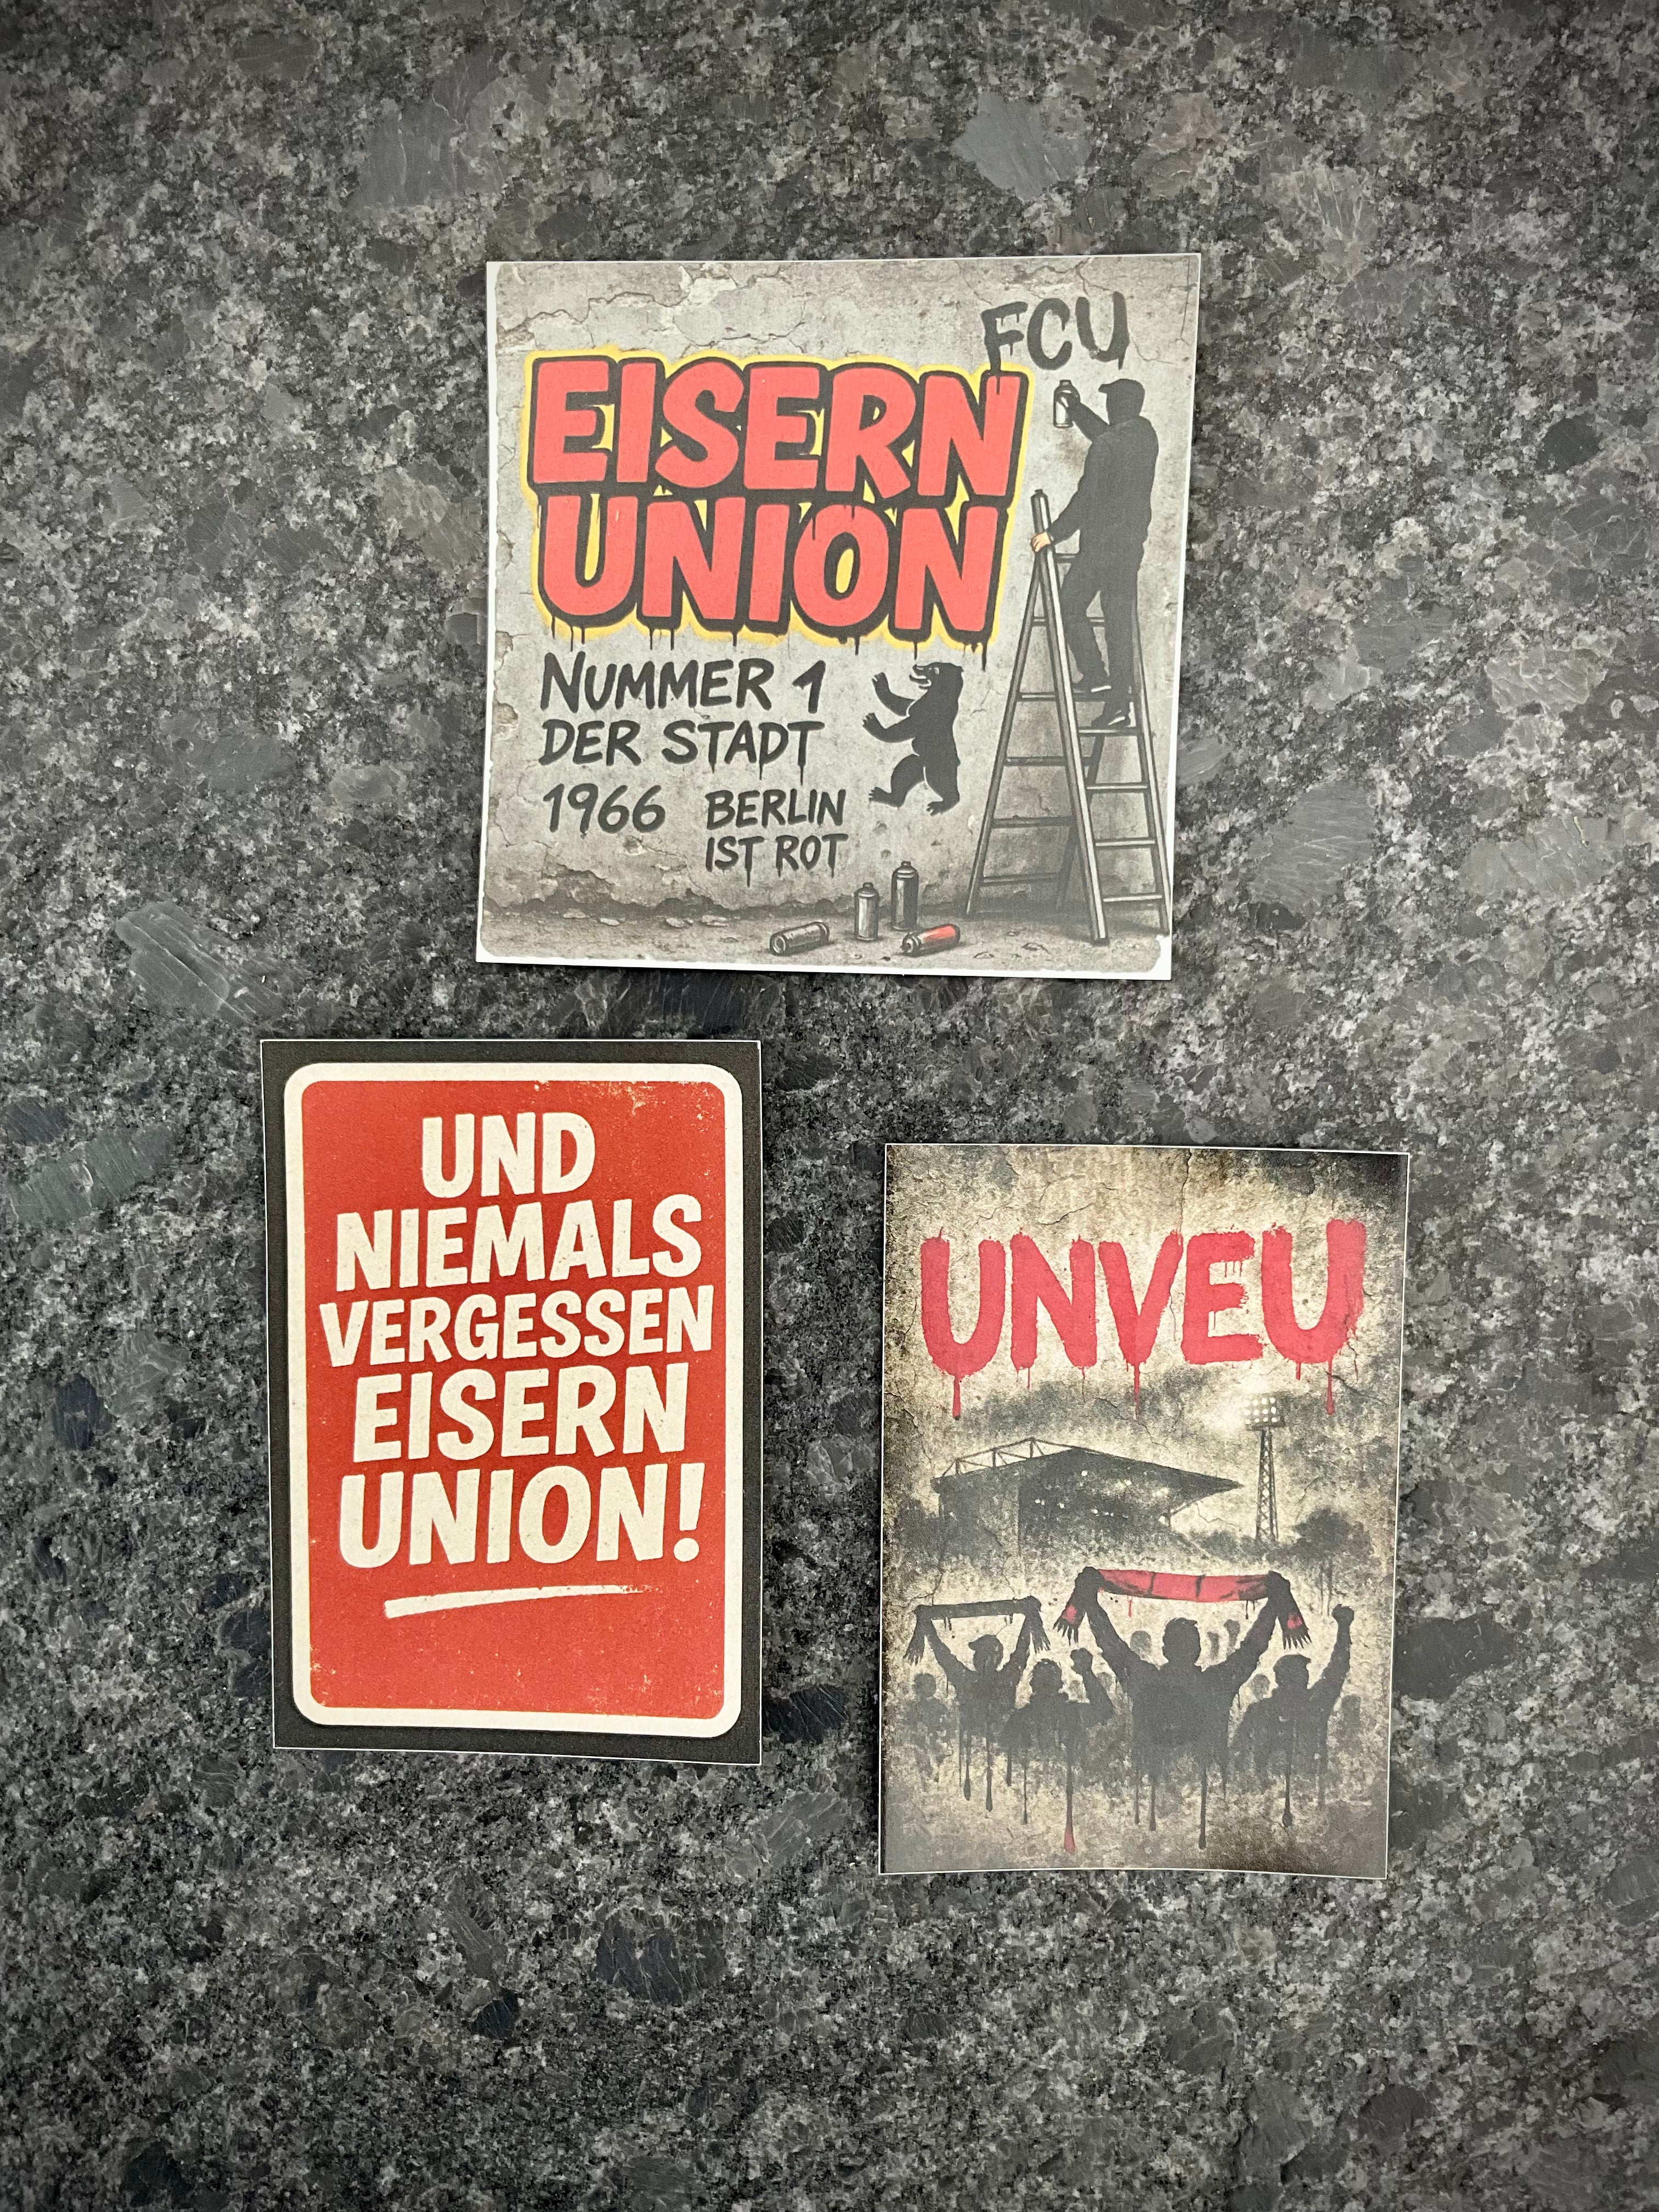 FCU
EISERN
UNION
NUMMER 1
DER STADT
1966
BERLIN
IST ROT
UND
NIEMALS
VERGESSEN
EISERN
UNION!
UNVEU